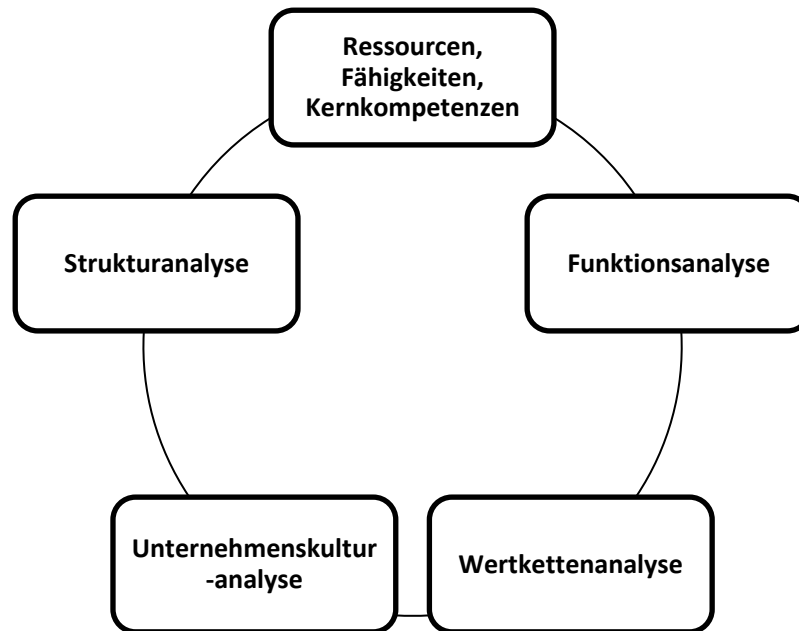 Ressourcen,
Fähigkeiten,
Kernkompetenzen
Strukturanalyse
Funktionsanalyse
Unternehmenskultur
-analyse
Wertkettenanalyse